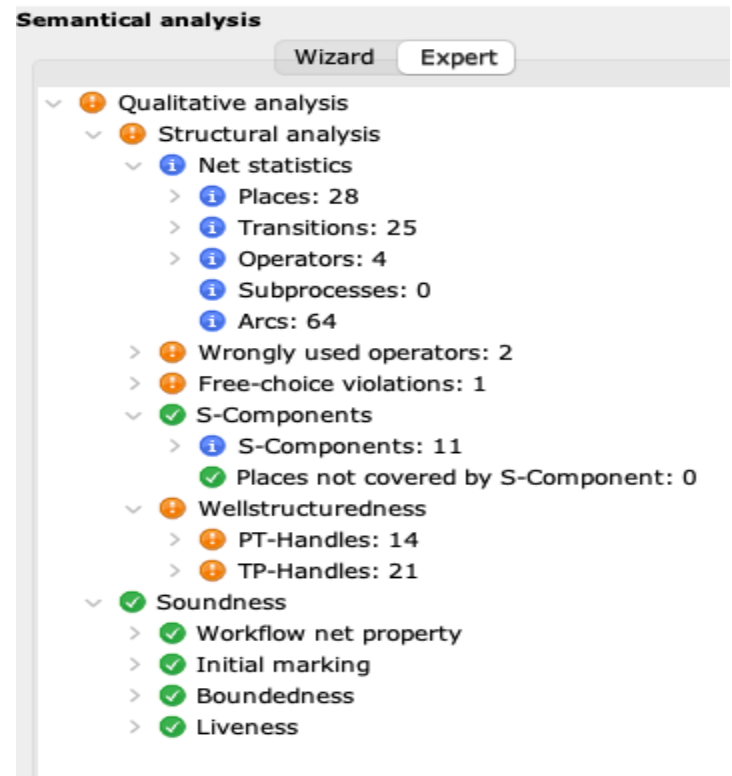 Semantical analysis
Wizard Expert
Qualitative analysis
Structural analysis
Net statistics
Places: 28
Transitions: 25
Operators: 4
Subprocesses: 0
Arcs: 64
Wrongly used operators: 2
Free-choice violations: 1
S-Components
S-Components: 11
Places not covered by S-Component: 0
Wellstructuredness
PT-Handles: 14
TP-Handles: 21
Soundness
Workflow net property
Initial marking
Boundedness
Liveness